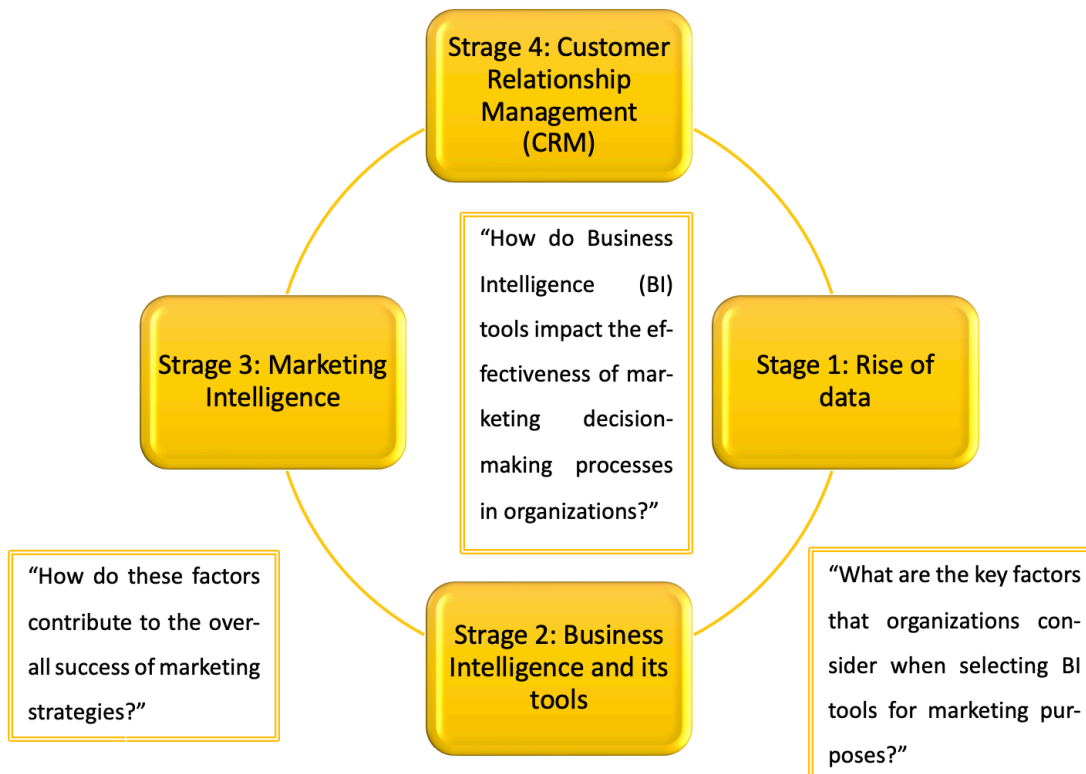 Strage 4: Customer
Relationship
Management
(CRM)
“How do Business
Intelligence (BI)
tools impact the ef-
fectiveness of mar-
keting decision-
making processes
in organizations?”
Strage 3: Marketing
Intelligence
Stage 1: Rise of
data
“How do these factors
contribute to the over-
all success of marketing
strategies?”
Strage 2: Business
Intelligence and its
tools
“What are the key factors
that organizations con-
sider when selecting BI
tools for marketing pur-
poses?”